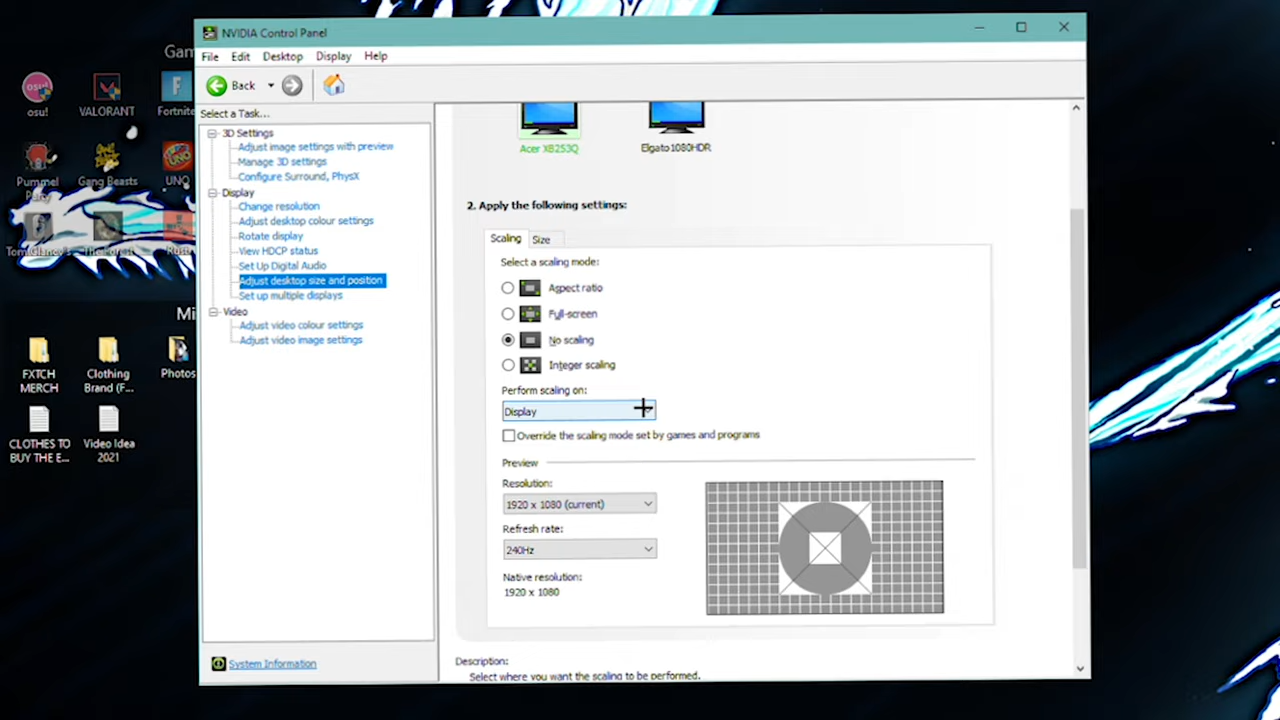 NVIDIA Control Panel
File Edit Desktop Display Help
Back
Select a Task...
3D Settings
Adjust image settings with preview
Manage 3D settings
Configure Surround, PhysX
Display
Change resolution
Adjust desktop colour settings
Rotate display
View HDCP status
Set Up Digital Audio
Adjust desktop size and position
Set up multiple displays
Video
Adjust video colour settings
Adjust video image settings
System Information
Acer XB253Q
Elgato1080HDR
2. Apply the following settings:
Scaling
Size
Select a scaling mode:
Aspect ratio
Full-screen
No scaling
Integer scaling
Perform scaling on:
Display
Override the scaling mode set by games and programs
Preview
Resolution:
1920 x 1080 (current)
Refresh rate:
240Hz
Native resolution:
1920 x 1080
Description:
Select where you want the scaling to be performed.
Gam
osu!
VALORANT
Fortnite
Pummel
Party
Gang Beasts
UNO
The Forest
Rust
Mi
FXTCH
MERCH
Clothing
Brand (F...
Photos
CLOTHES TO
BUY THE E...
Video Idea
2021